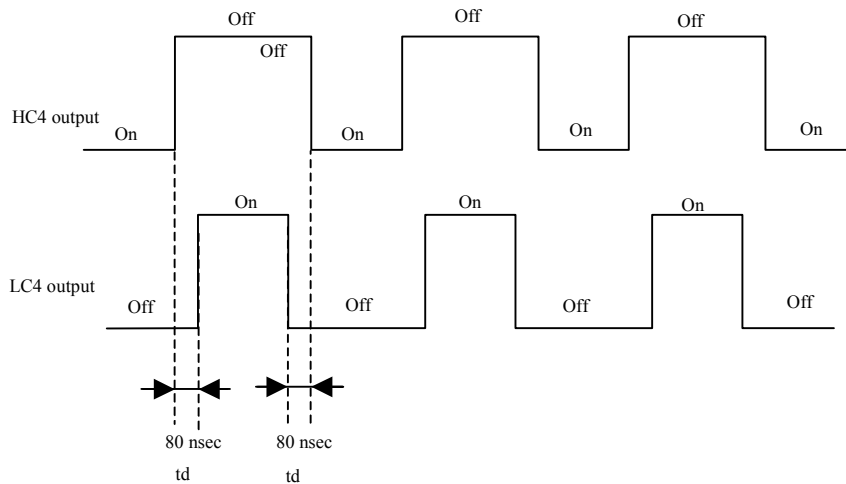 Off Off Off
Off
HC4 output
On On On On
On On On
LC4 output
Off Off Off Off
80 nsec 80 nsec
td td